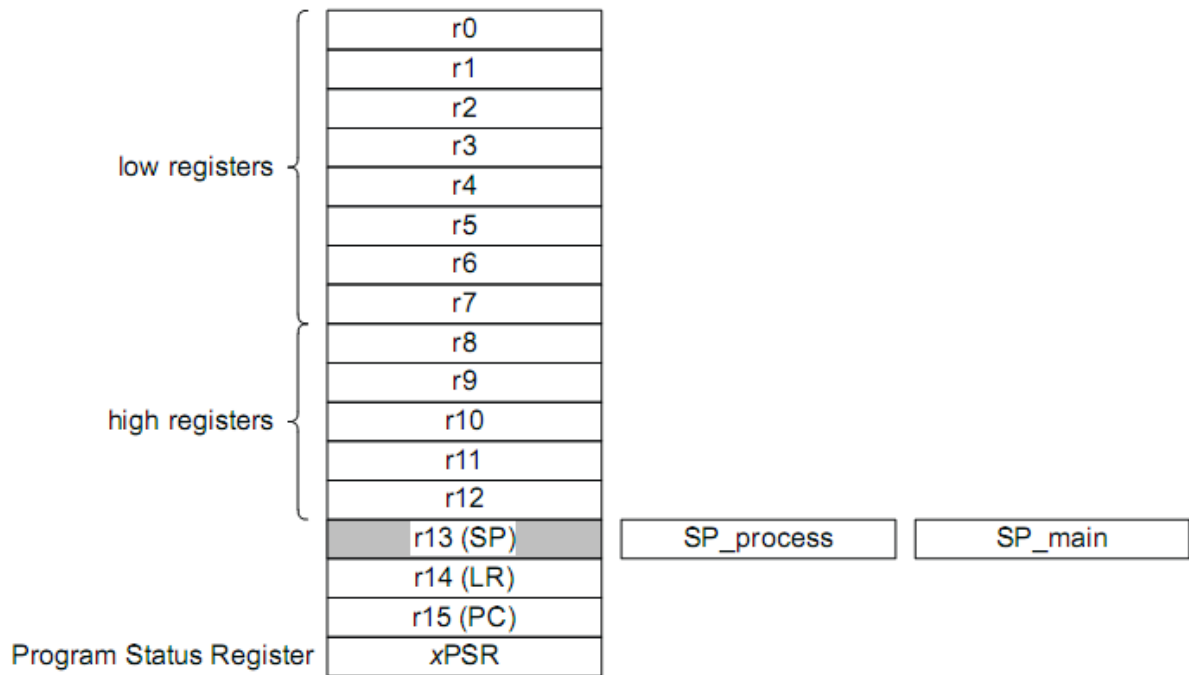 r0
r1
r2
r3
low registers
r4
r5
r6
r7
r8
r9
high registers
r10
r11
r12
r13 (SP) SP_process SP_main
r14 (LR)
r15 (PC)
Program Status Register xPSR